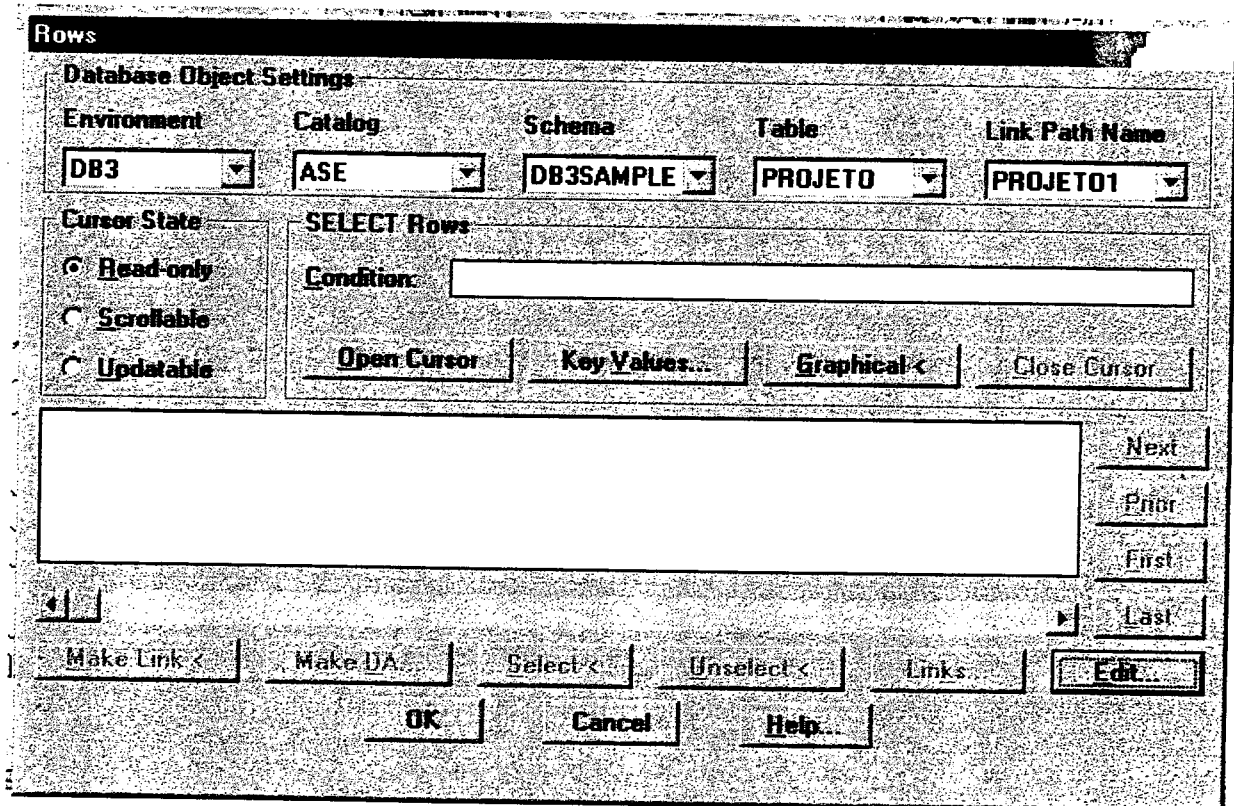 Rows
Database Object Settings
Environment Catalog Schema Table Link Path Name
DB3 ASE DB3SAMPLE PROJETO PROJETO1
Cursor State SELECT Rows
Read-only
Condition:
Scrollable
Updatable
Open Cursor Key Values... Graphical < Close Cursor
Next
Prior
First
Last
Make Link < Make DA... Select < Unselect < Links... Edit...
OK Cancel Help...